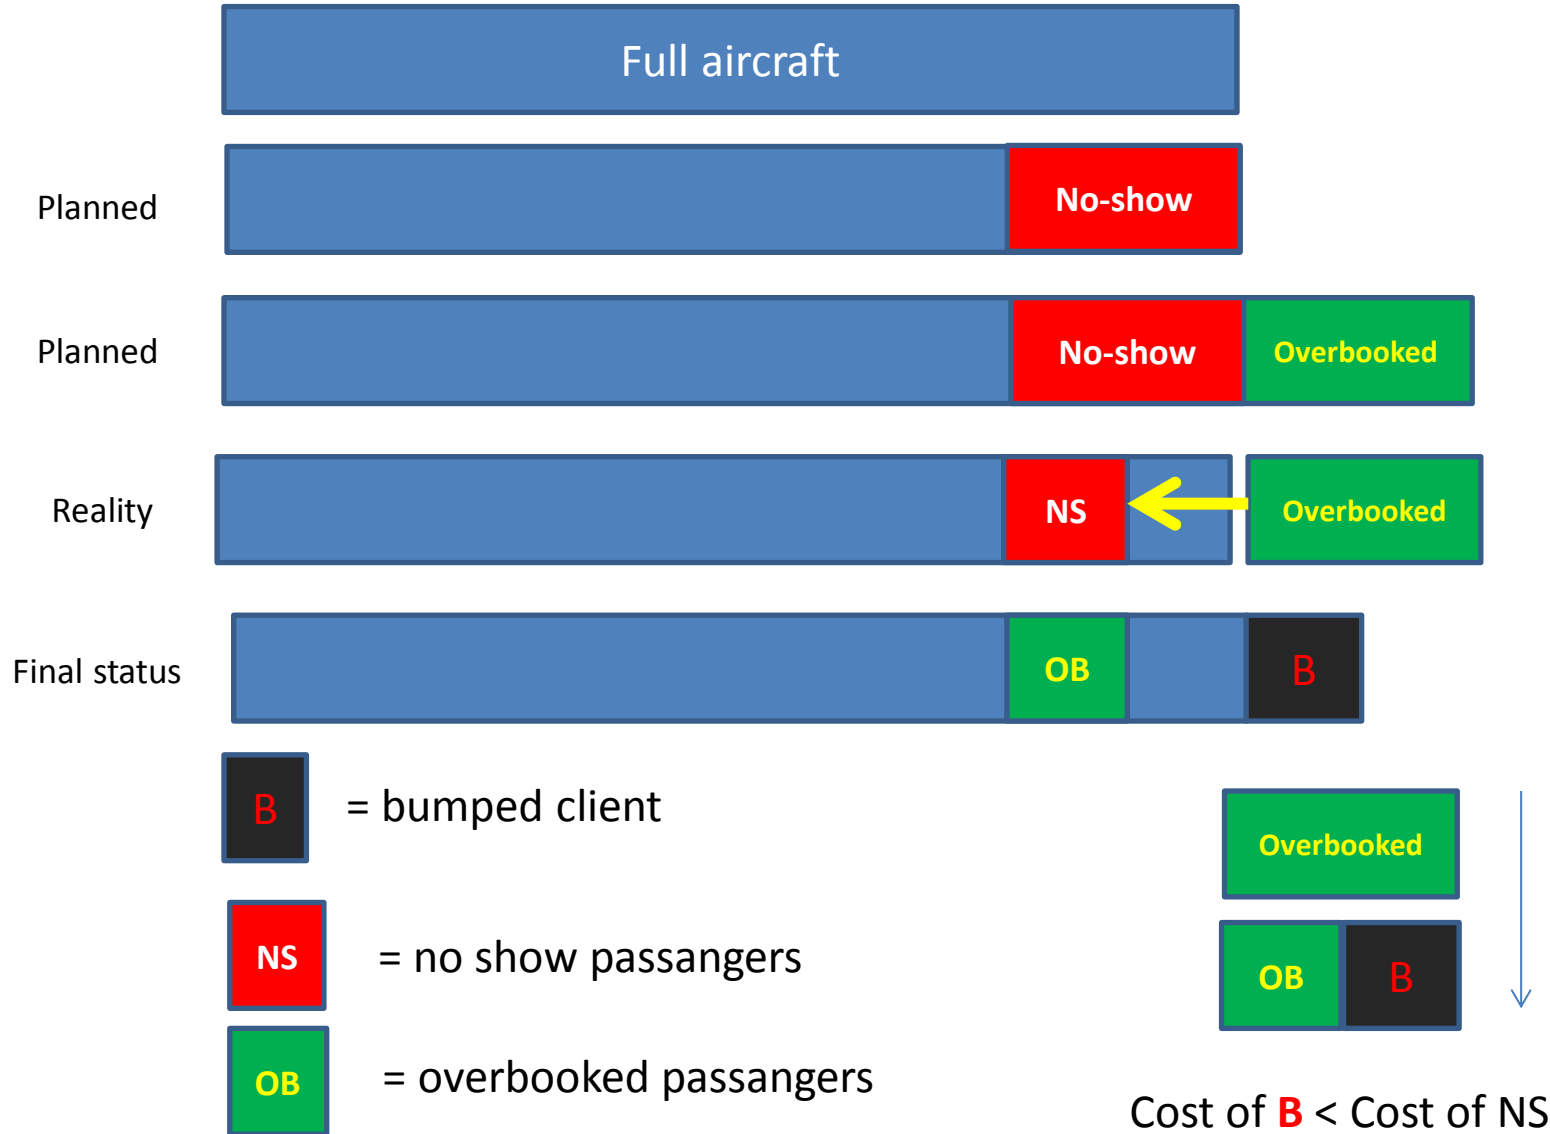 Full aircraft
Planned
No-show
Planned
No-show
Overbooked
Reality
NS
Overbooked
Final status
OB
B
B
= bumped client
Overbooked
NS
= no show passangers
OB
B
OB
= overbooked passangers
Cost of B < Cost of NS